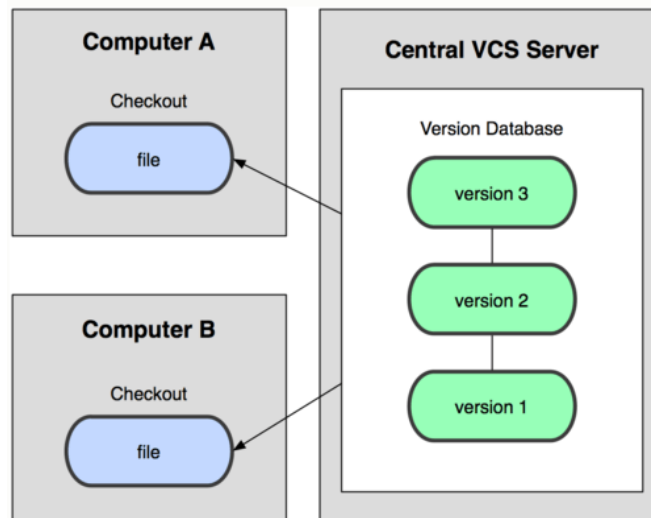 Computer A
Checkout
file
Computer B
Checkout
file
Central VCS Server
Version Database
version 3
version 2
version 1